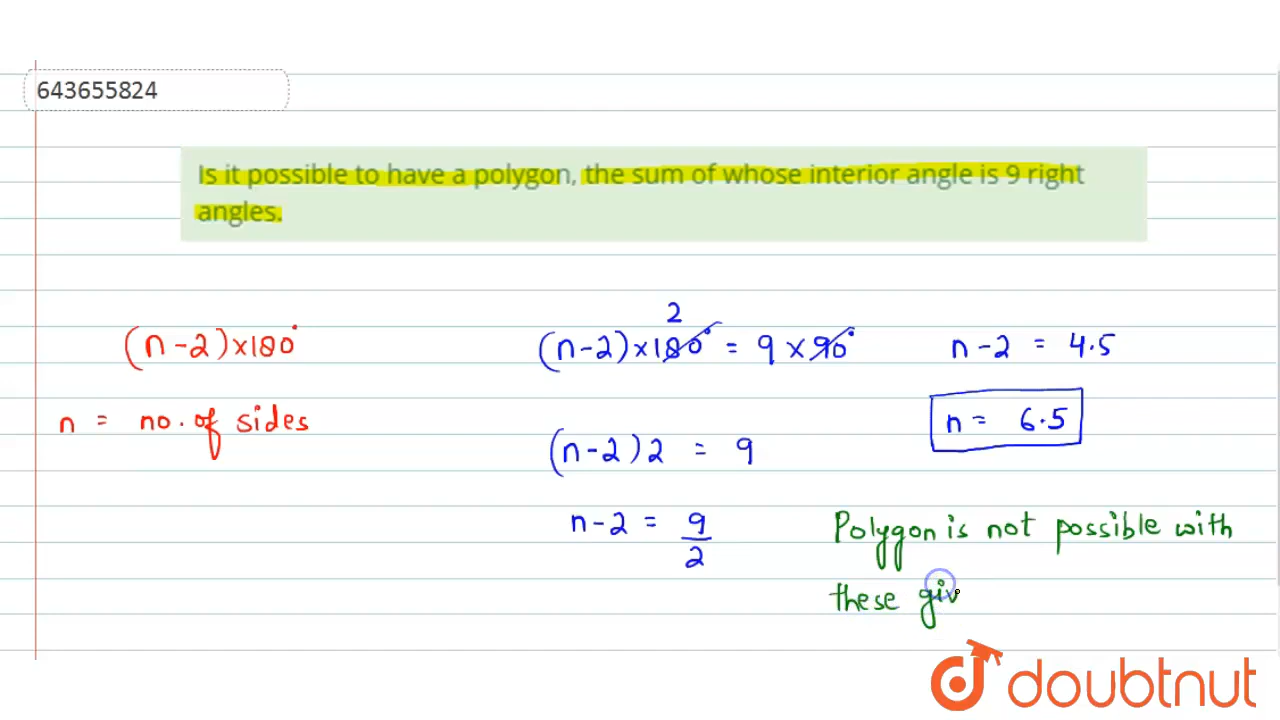 643655824
Is it possible to have a polygon, the sum of whose interior angle is 9 right
angles.
(n-2)×180°
n = no. of sides
2
(n-2)×180° = 9 × 90°
(n-2)2 = 9
n-2 = 9/2
n-2 = 4.5
n = 6.5
Polygon is not possible with
these giv
doubtnut